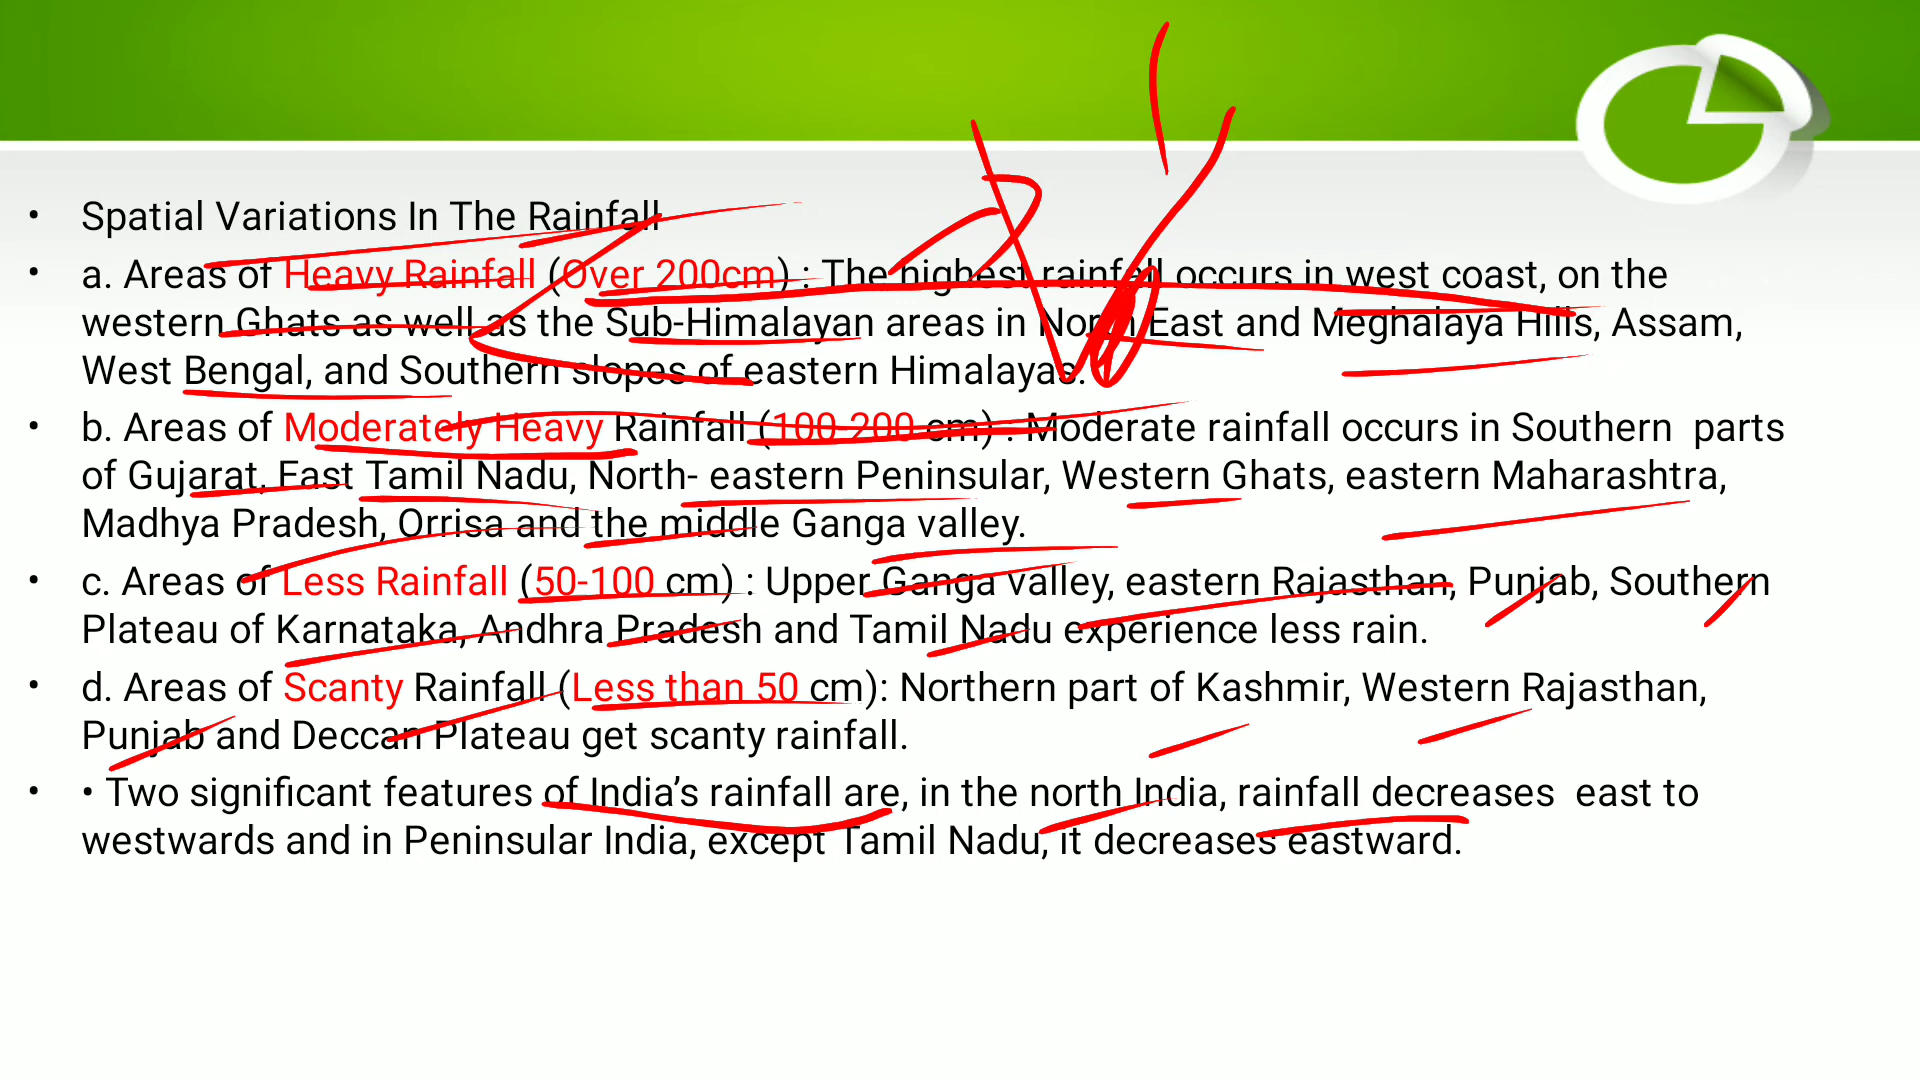 • Spatial Variations In The Rainfall
• a. Areas of Heavy Rainfall (Over 200cm) : The highest rainfall occurs in west coast, on the
western Ghats as well as the Sub-Himalayan areas in North East and Meghalaya Hills, Assam,
West Bengal, and Southern slopes of eastern Himalayas.
• b. Areas of Moderately Heavy Rainfall (100-200 cm) : Moderate rainfall occurs in Southern parts
of Gujarat, East Tamil Nadu, North- eastern Peninsular, Western Ghats, eastern Maharashtra,
Madhya Pradesh, Orrisa and the middle Ganga valley.
• c. Areas of Less Rainfall (50-100 cm) : Upper Ganga valley, eastern Rajasthan, Punjab, Southern
Plateau of Karnataka, Andhra Pradesh and Tamil Nadu experience less rain.
• d. Areas of Scanty Rainfall (Less than 50 cm): Northern part of Kashmir, Western Rajasthan,
Punjab and Deccan Plateau get scanty rainfall.
• • Two significant features of India’s rainfall are, in the north India, rainfall decreases east to
westwards and in Peninsular India, except Tamil Nadu, it decreases eastward.